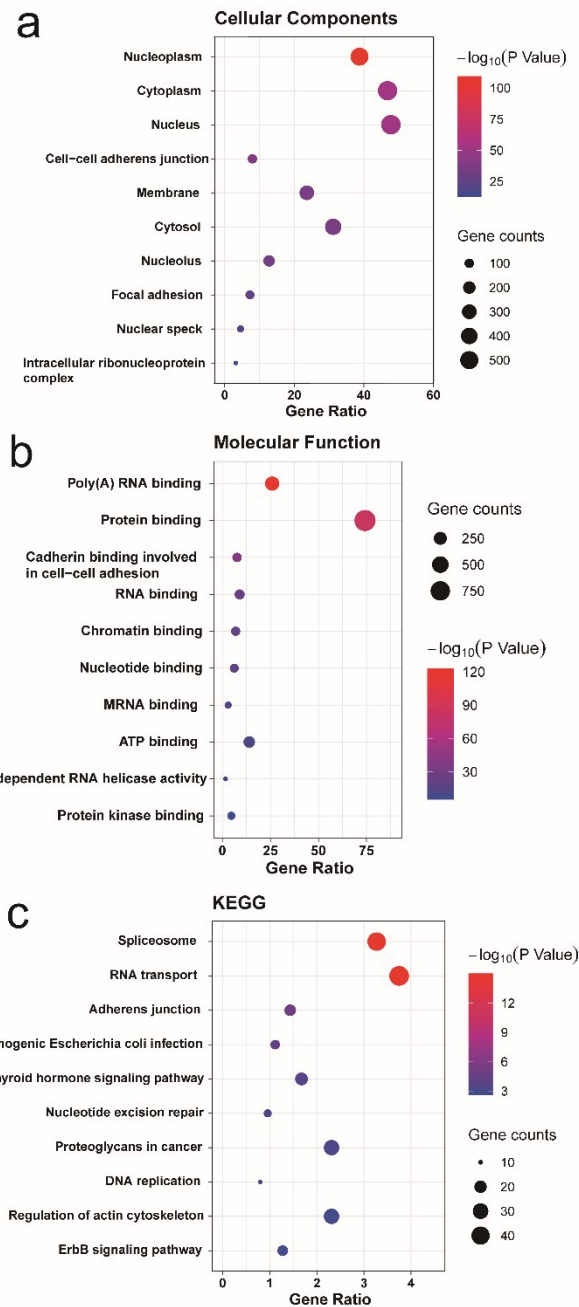 a
Cellular Components
Nucleoplasm
Cytoplasm
Nucleus
Cell−cell adherens junction
Membrane
Cytosol
Nucleolus
Focal adhesion
Nuclear speck
Intracellular ribonucleoprotein
complex
0 20 40 60
Gene Ratio
−log10(P Value)
100
75
50
25
Gene counts
100
200
300
400
500
b
Molecular Function
Poly(A) RNA binding
Protein binding
Cadherin binding involved
in cell−cell adhesion
RNA binding
Chromatin binding
Nucleotide binding
MRNA binding
ATP binding
dependent RNA helicase activity
Protein kinase binding
0 25 50 75
Gene Ratio
Gene counts
250
500
750
−log10(P Value)
120
90
60
30
c
KEGG
Spliceosome
RNA transport
Adherens junction
hogenic Escherichia coli infection
hyroid hormone signaling pathway
Nucleotide excision repair
Proteoglycans in cancer
DNA replication
Regulation of actin cytoskeleton
ErbB signaling pathway
0 1 2 3 4
Gene Ratio
−log10(P Value)
12
9
6
3
Gene counts
10
20
30
40